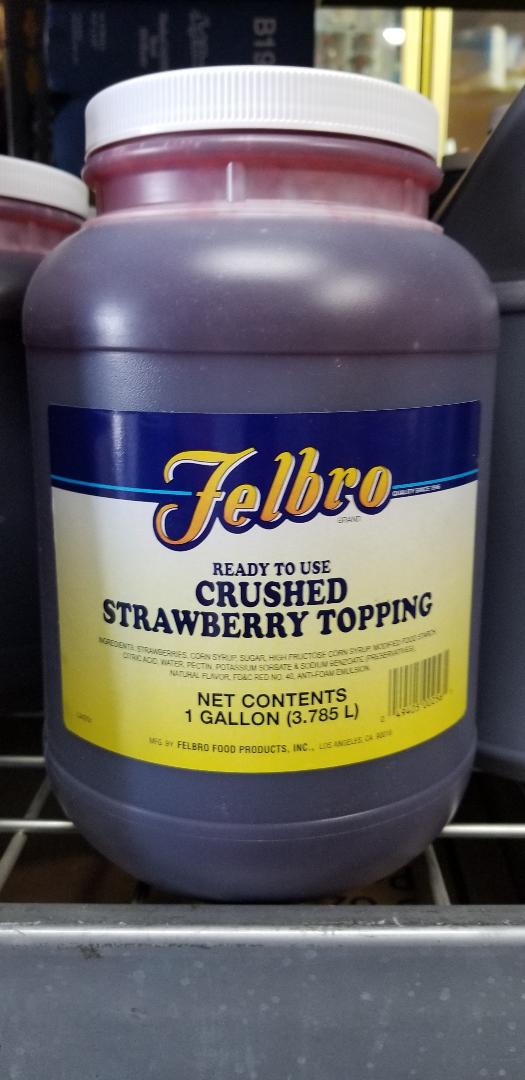 B19
Felbro
QUALITY SINCE 1946
BRAND
READY TO USE
CRUSHED
STRAWBERRY TOPPING
INGREDIENTS: STRAWBERRIES, CORN SYRUP, SUGAR, HIGH FRUCTOSE CORN SYRUP, MODIFIED FOOD STARCH,
CITRIC ACID, WATER, PECTIN, POTASSIUM SORBATE & SODIUM BENZOATE (PRESERVATIVES),
NATURAL FLAVOR, FD&C RED NO. 40, ANTI-FOAM EMULSION.
NET CONTENTS
1 GALLON (3.785 L)
MFG. BY FELBRO FOOD PRODUCTS, INC., LOS ANGELES, CA